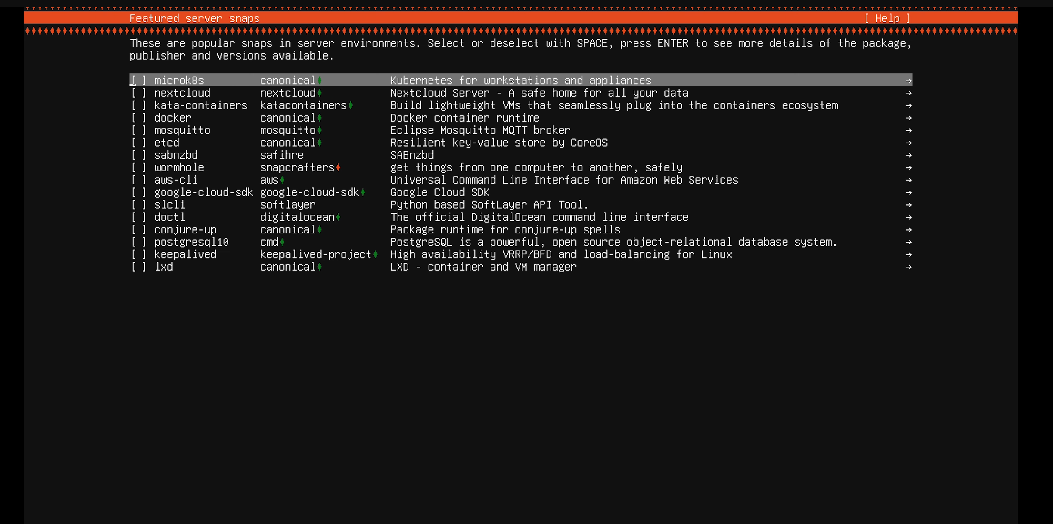 Featured server snaps [ Help ]
These are popular snaps in server environments. Select or deselect with SPACE, press ENTER to see more details of the package,
publisher and versions available.
[ ] microk8s canonical Kubernetes for workstations and appliances →
[ ] nextcloud nextcloud Nextcloud Server - A safe home for all your data →
[ ] kata-containers katacontainers Build lightweight VMs that seamlessly plug into the containers ecosystem →
[ ] docker canonical Docker container runtime →
[ ] mosquitto mosquitto Eclipse Mosquitto MQTT broker →
[ ] etcd canonical Resilient key-value store by CoreOS →
[ ] sabnzbd safihre SABnzbd →
[ ] wormhole snapcrafters get things from one computer to another, safely →
[ ] aws-cli aws Universal Command Line Interface for Amazon Web Services →
[ ] google-cloud-sdk google-cloud-sdk Google Cloud SDK →
[ ] slcli softlayer Python based SoftLayer API Tool. →
[ ] doctl digitalocean The official DigitalOcean command line interface →
[ ] conjure-up canonical Package runtime for conjure-up spells →
[ ] postgresql10 cmd PostgreSQL is a powerful, open source object-relational database system. →
[ ] keepalived keepalived-project High availability VRRP/BFD and load-balancing for Linux →
[ ] lxd canonical LXD - container and VM manager →